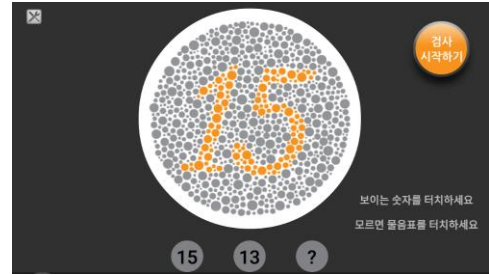 검사
시작하기
15
보이는 숫자를 터치하세요
모르면 물음표를 터치하세요
15 13 ?